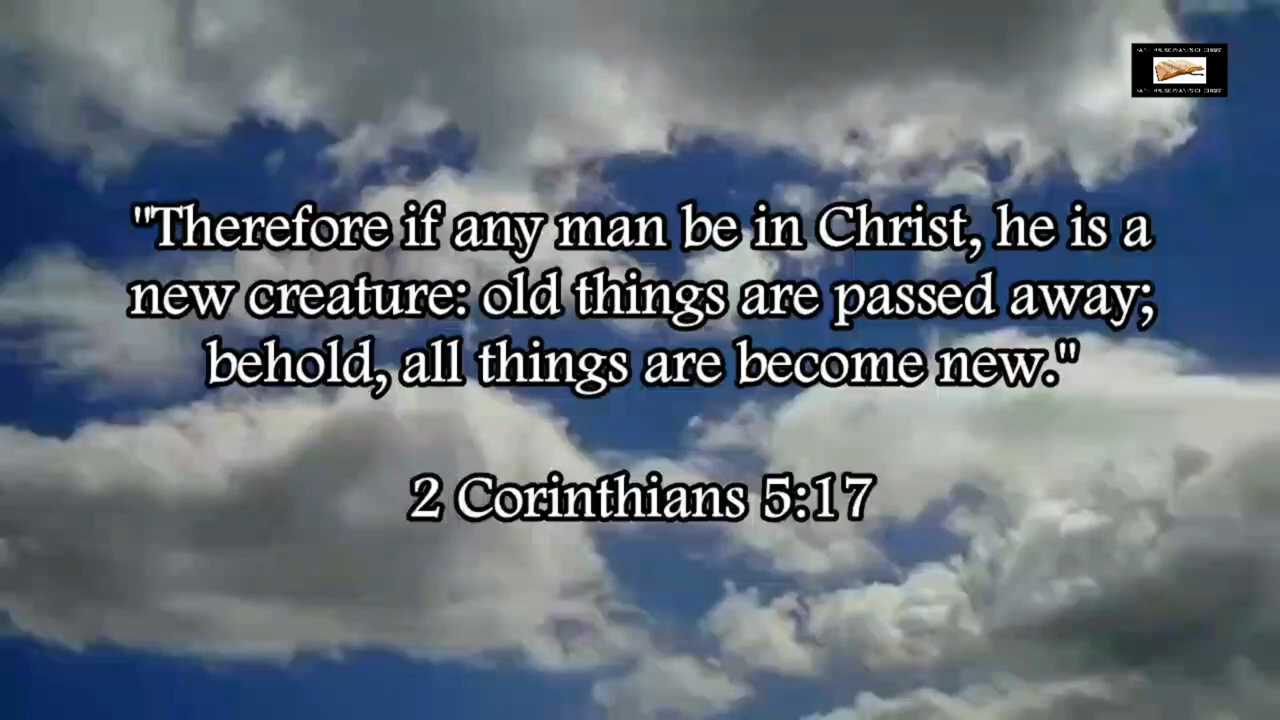 "Therefore if any man be in Christ, he is a
new creature: old things are passed away;
behold, all things are become new."
2 Corinthians 5:17